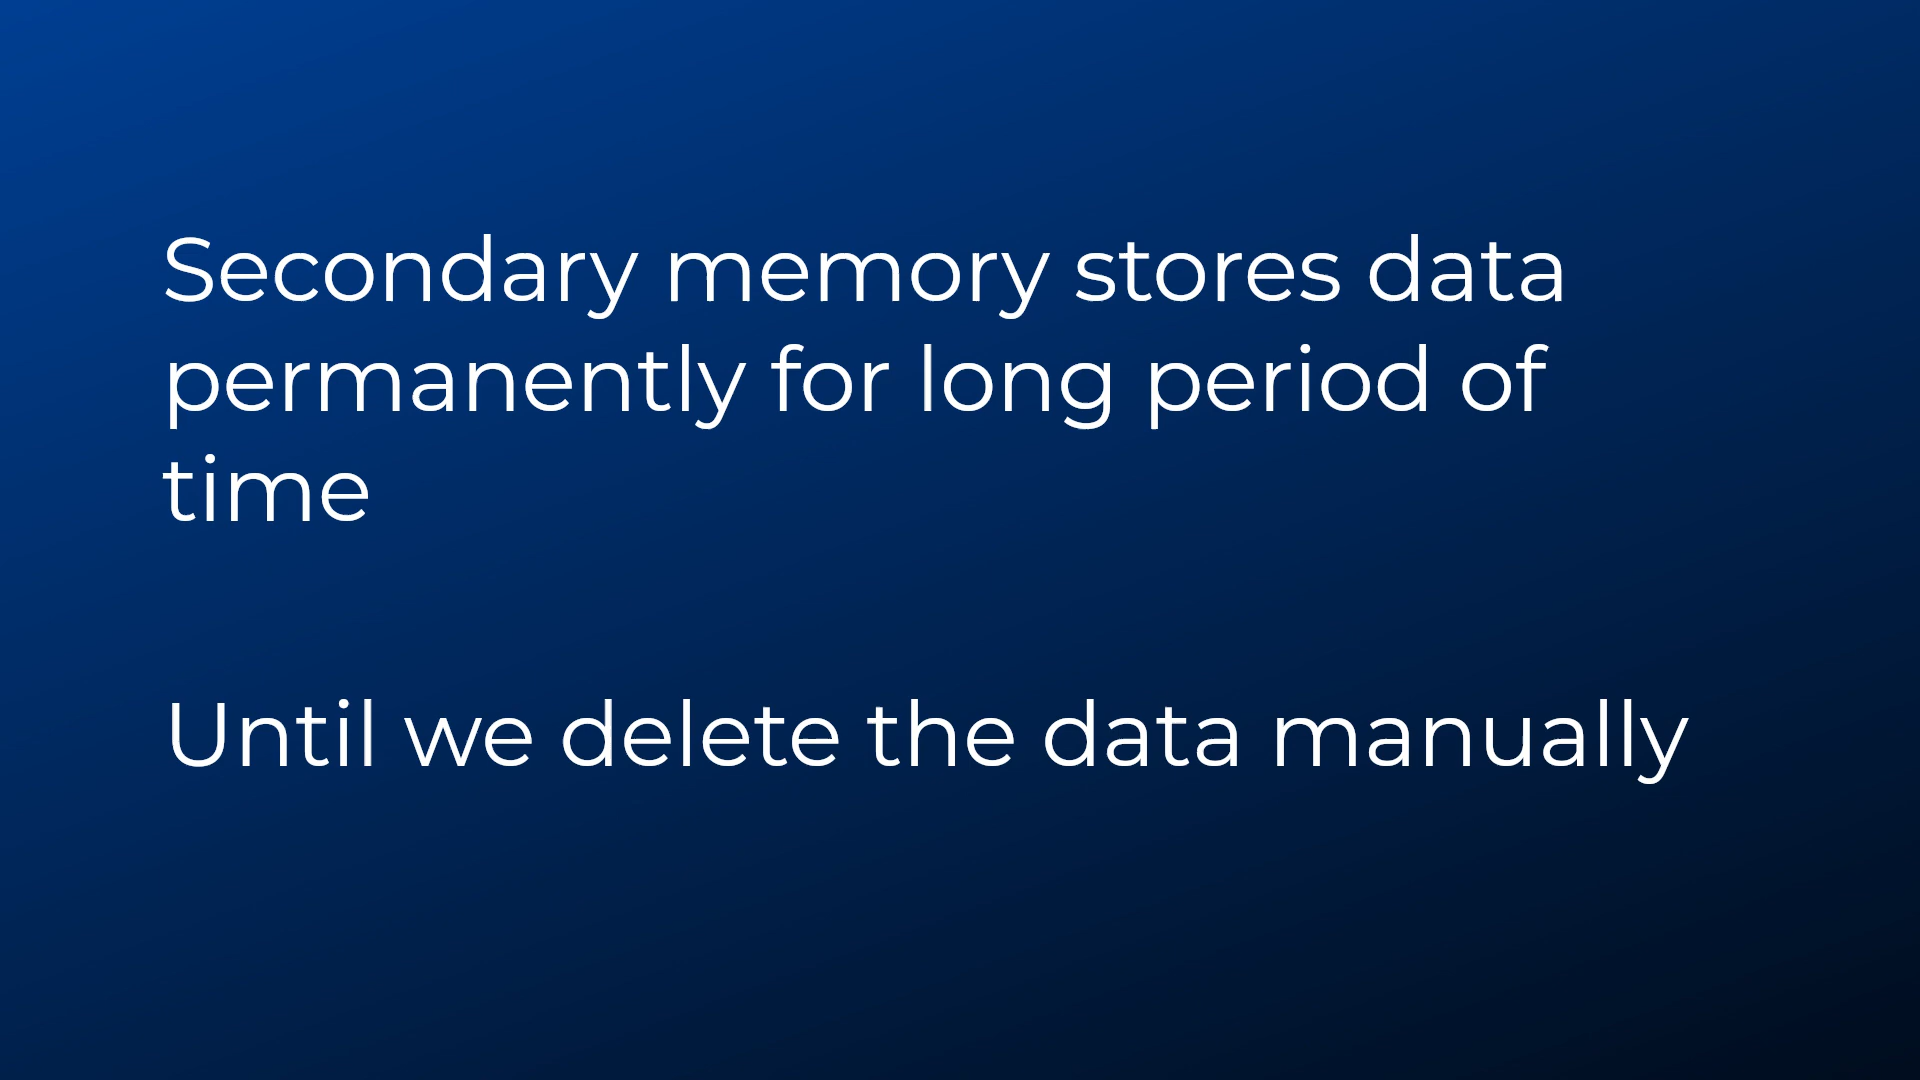 Secondary memory stores data
permanently for long period of
time
Until we delete the data manually